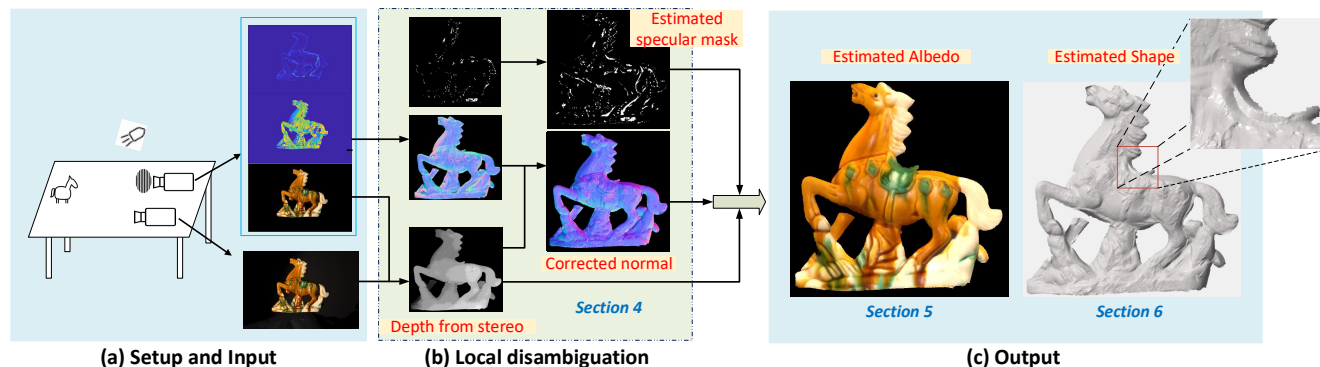 Estimated
specular mask
Corrected normal
Depth from stereo
Section 4
Estimated Albedo
Estimated Shape
Section 5
Section 6
(a) Setup and Input
(b) Local disambiguation
(c) Output